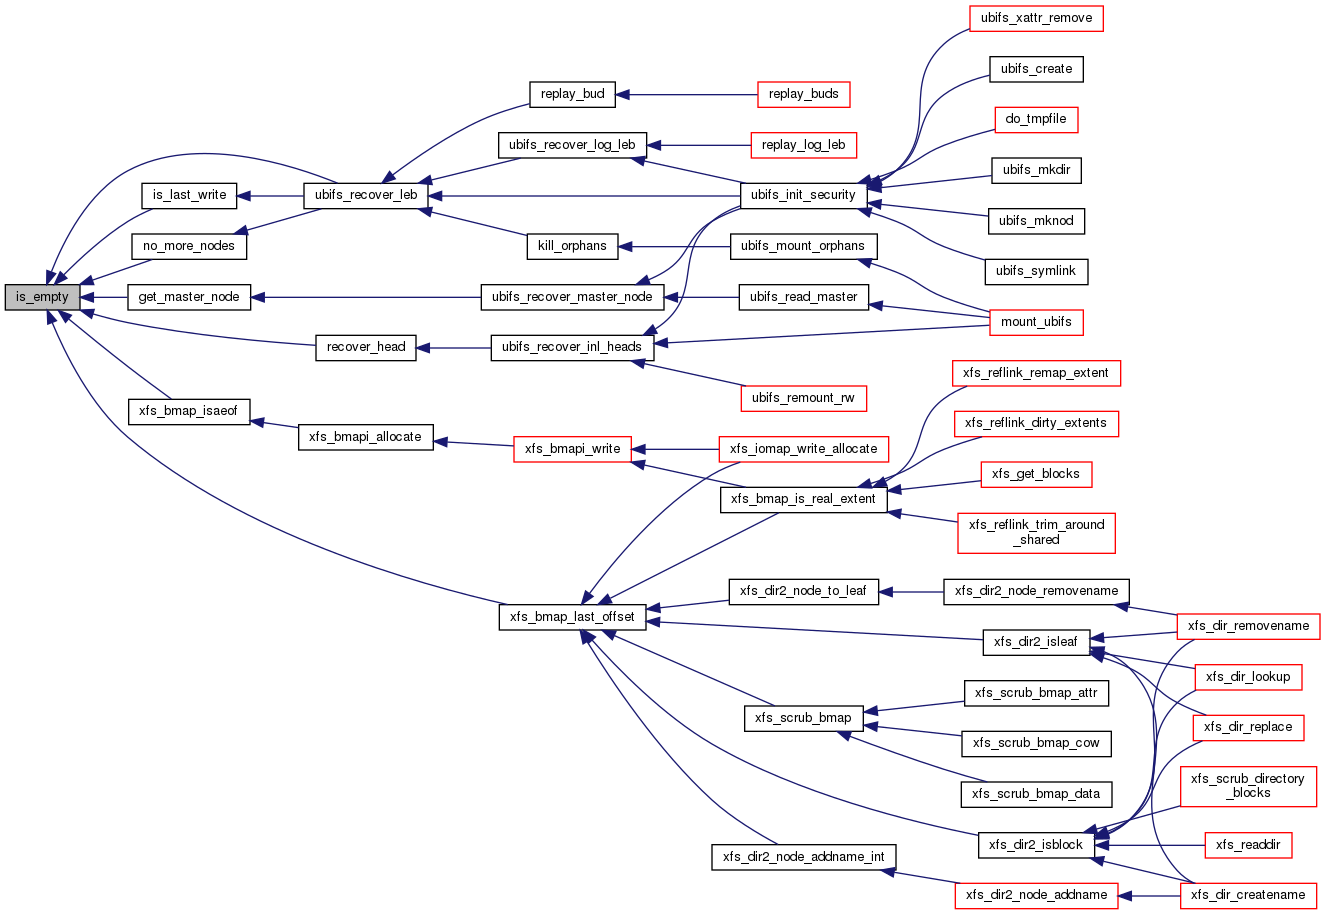 ubifs_xattr_remove
ubifs_create
replay_bud
replay_buds
do_tmpfile
ubifs_recover_log_leb
replay_log_leb
ubifs_mkdir
is_last_write
ubifs_recover_leb
ubifs_init_security
ubifs_mknod
no_more_nodes
kill_orphans
ubifs_mount_orphans
ubifs_symlink
is_empty
get_master_node
ubifs_recover_master_node
ubifs_read_master
mount_ubifs
recover_head
ubifs_recover_inl_heads
xfs_reflink_remap_extent
ubifs_remount_rw
xfs_bmap_isaeof
xfs_reflink_dirty_extents
xfs_bmapi_allocate
xfs_bmapi_write
xfs_iomap_write_allocate
xfs_get_blocks
xfs_bmap_is_real_extent
xfs_reflink_trim_around
_shared
xfs_dir2_node_to_leaf
xfs_dir2_node_removename
xfs_bmap_last_offset
xfs_dir_removename
xfs_dir2_isleaf
xfs_dir_lookup
xfs_scrub_bmap_attr
xfs_scrub_bmap
xfs_dir_replace
xfs_scrub_bmap_cow
xfs_scrub_directory
_blocks
xfs_scrub_bmap_data
xfs_dir2_isblock
xfs_readdir
xfs_dir2_node_addname_int
xfs_dir2_node_addname
xfs_dir_createname